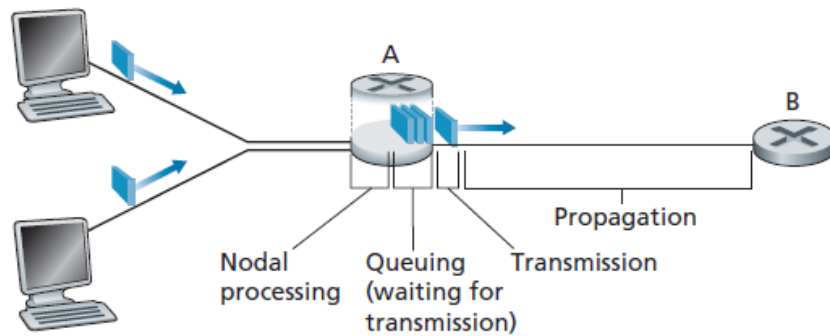 A
B
Propagation
Nodal
processing
Queuing
(waiting for
transmission)
Transmission